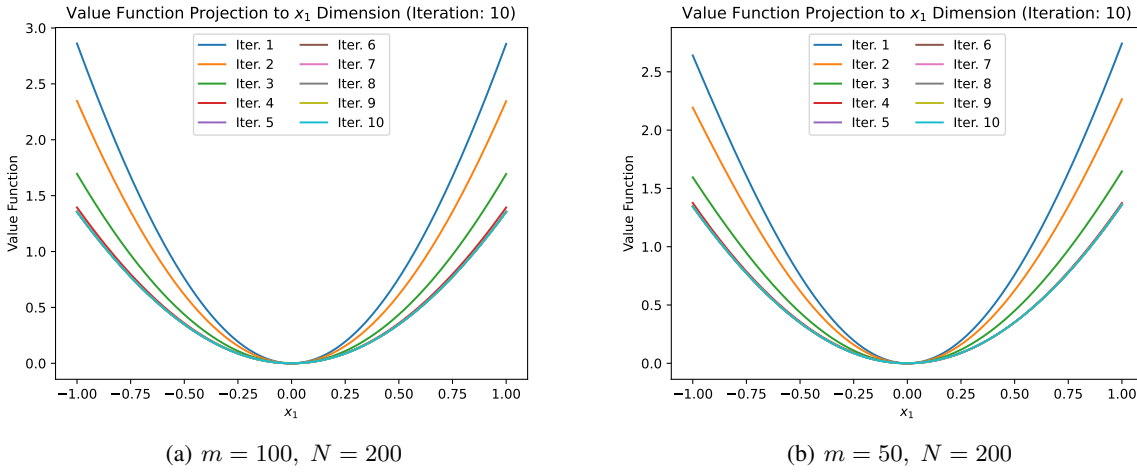 Value Function Projection to x₁ Dimension (Iteration: 10)
3.0
2.5
2.0
1.5
1.0
0.5
0.0
Value Function
Iter. 1
Iter. 2
Iter. 3
Iter. 4
Iter. 5
Iter. 6
Iter. 7
Iter. 8
Iter. 9
Iter. 10
−1.00 −0.75 −0.50 −0.25 0.00 0.25 0.50 0.75 1.00
x₁
(a) m = 100, N = 200
Value Function Projection to x₁ Dimension (Iteration: 10)
2.5
2.0
1.5
1.0
0.5
0.0
Value Function
Iter. 1
Iter. 2
Iter. 3
Iter. 4
Iter. 5
Iter. 6
Iter. 7
Iter. 8
Iter. 9
Iter. 10
−1.00 −0.75 −0.50 −0.25 0.00 0.25 0.50 0.75 1.00
x₁
(b) m = 50, N = 200